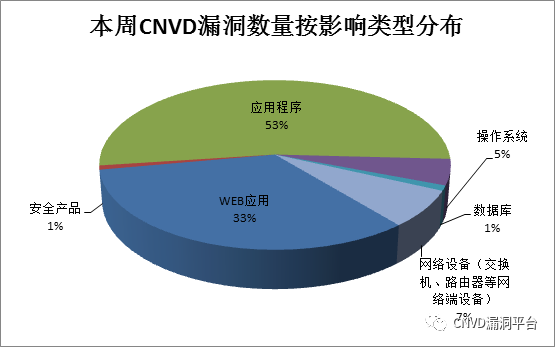 本周CNVD漏洞数量按影响类型分布
应用程序
53%
操作系统
5%
数据库
1%
网络设备（交换
机、路由器等网
络端设备）
7%
WEB应用
33%
安全产品
1%
CNVD漏洞平台